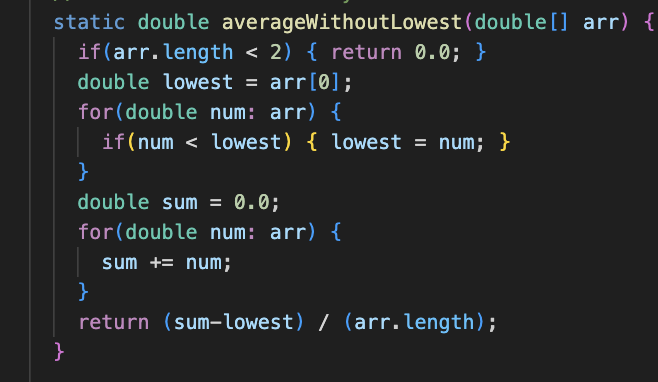 static double averageWithoutLowest(double[] arr) {
if(arr.length < 2) { return 0.0; }
double lowest = arr[0];
for(double num: arr) {
if(num < lowest) { lowest = num; }
}
double sum = 0.0;
for(double num: arr) {
sum += num;
}
return (sum-lowest) / (arr.length);
}